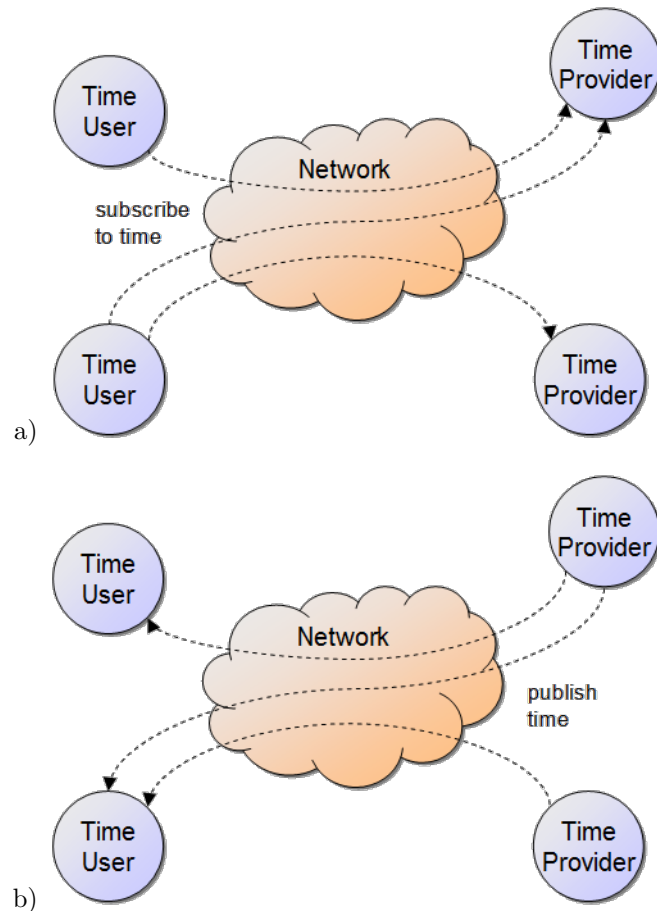 Time
Provider
Time
User
Network
subscribe
to time
Time
User
Time
Provider
a)
Time
Provider
Time
User
Network
publish
time
Time
User
Time
Provider
b)